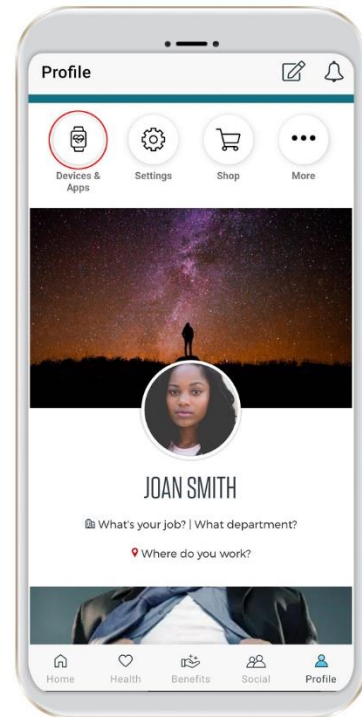 Profile
Devices &
Apps
Settings
Shop
More
JOAN SMITH
What's your job? | What department?
Where do you work?
Home
Health
Benefits
Social
Profile